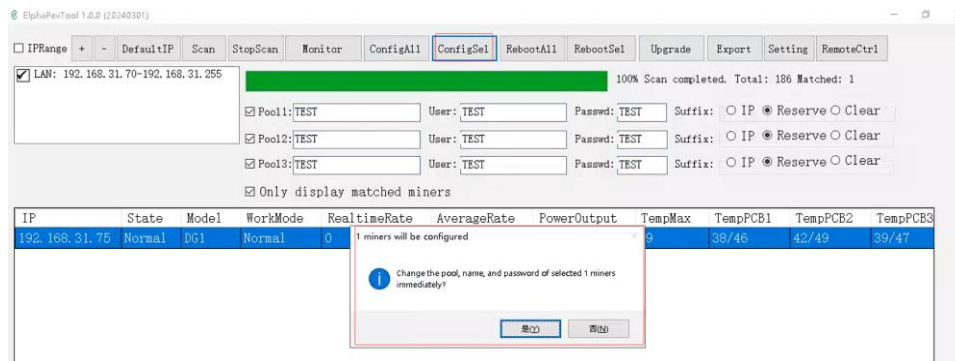 ElphaPexTool 1.0.0 (20240301)
IPRange + - DefaultIP Scan StopScan Monitor ConfigAll ConfigSel RebootAll RebootSel Upgrade Export Setting RemoteCtrl
LAN: 192.168.31.70-192.168.31.255
100% Scan completed. Total: 186 Matched: 1
Pool1: TEST User: TEST Passwd: TEST Suffix: IP Reserve Clear
Pool2: TEST User: TEST Passwd: TEST Suffix: IP Reserve Clear
Pool3: TEST User: TEST Passwd: TEST Suffix: IP Reserve Clear
Only display matched miners
IP State Model WorkMode RealtimeRate AverageRate PowerOutput TempMax TempPCB1 TempPCB2 TempPCB3
192.168.31.75 Normal DG1 Normal 0 9 38/46 42/49 39/47
1 miners will be configured
Change the pool, name, and password of selected 1 miners
immediately?
是(Y) 否(N)